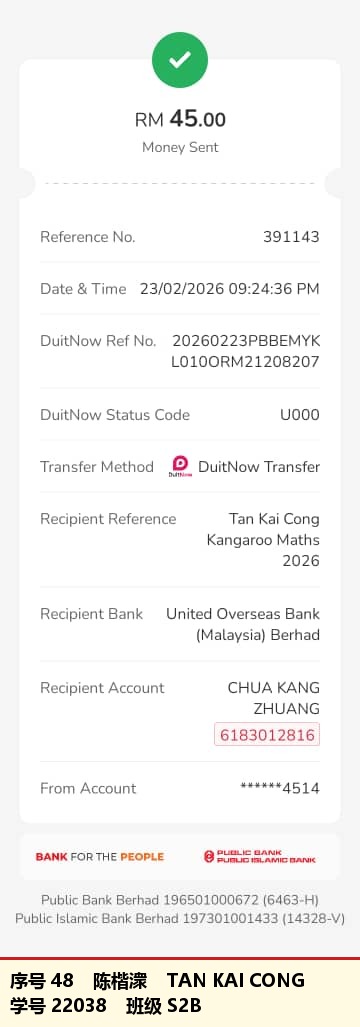 RM 45.00
Money Sent
Reference No. 391143
Date & Time 23/02/2026 09:24:36 PM
DuitNow Ref No. 20260223PBBEMYK
L010ORM21208207
DuitNow Status Code U000
Transfer Method DuitNow DuitNow Transfer
Recipient Reference Tan Kai Cong
Kangaroo Maths
2026
Recipient Bank United Overseas Bank
(Malaysia) Berhad
Recipient Account CHUA KANG
ZHUANG
6183012816
From Account ******4514
BANK FOR THE PEOPLE PUBLIC BANK
PUBLIC ISLAMIC BANK
Public Bank Berhad 196501000672 (6463-H)
Public Islamic Bank Berhad 197301001433 (14328-V)
序号 48 陈楷潨 TAN KAI CONG
学号 22038 班级 S2B